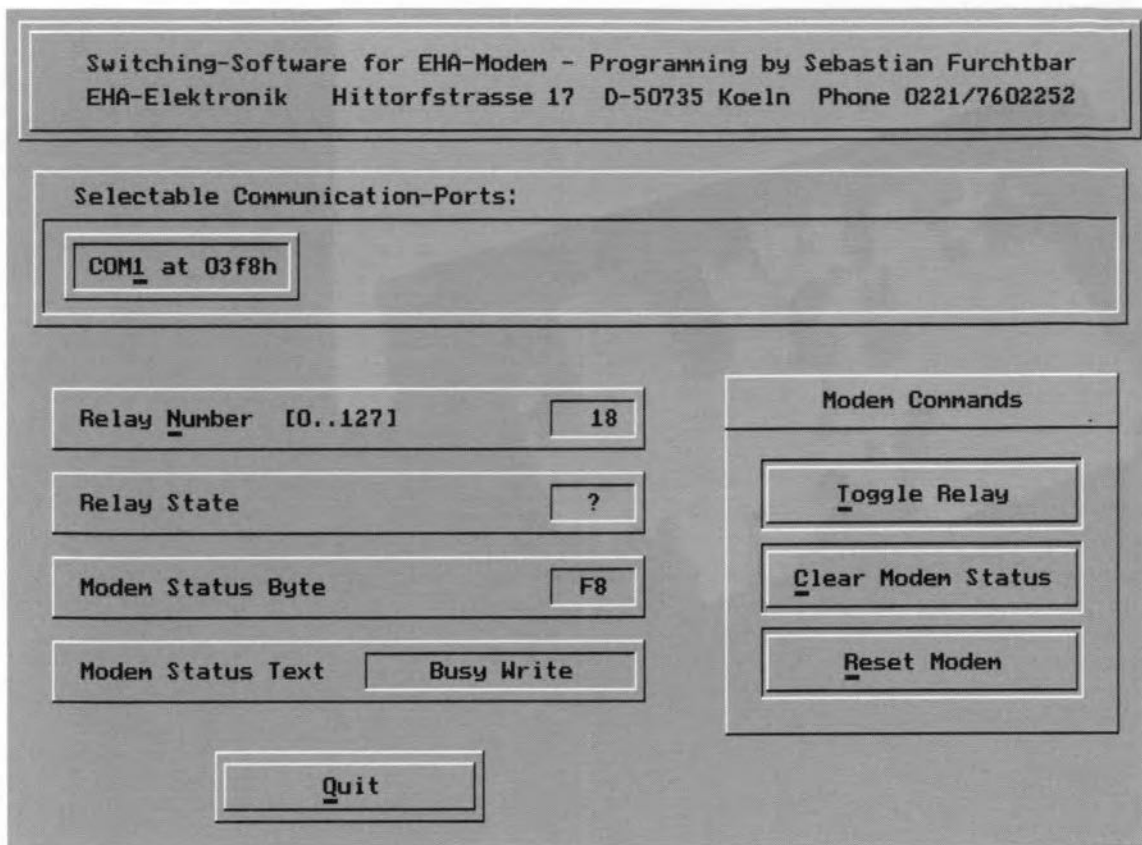 Switching-Software for EHA-Modem - Programming by Sebastian Furchtbar
EHA-Elektronik Hittorfstrasse 17 D-50735 Koeln Phone 0221/7602252
Selectable Communication-Ports:
COM1 at 03f8h
Relay Number [0..127] 18
Relay State ?
Modem Status Byte F8
Modem Status Text Busy Write
Modem Commands
Toggle Relay
Clear Modem Status
Reset Modem
Quit